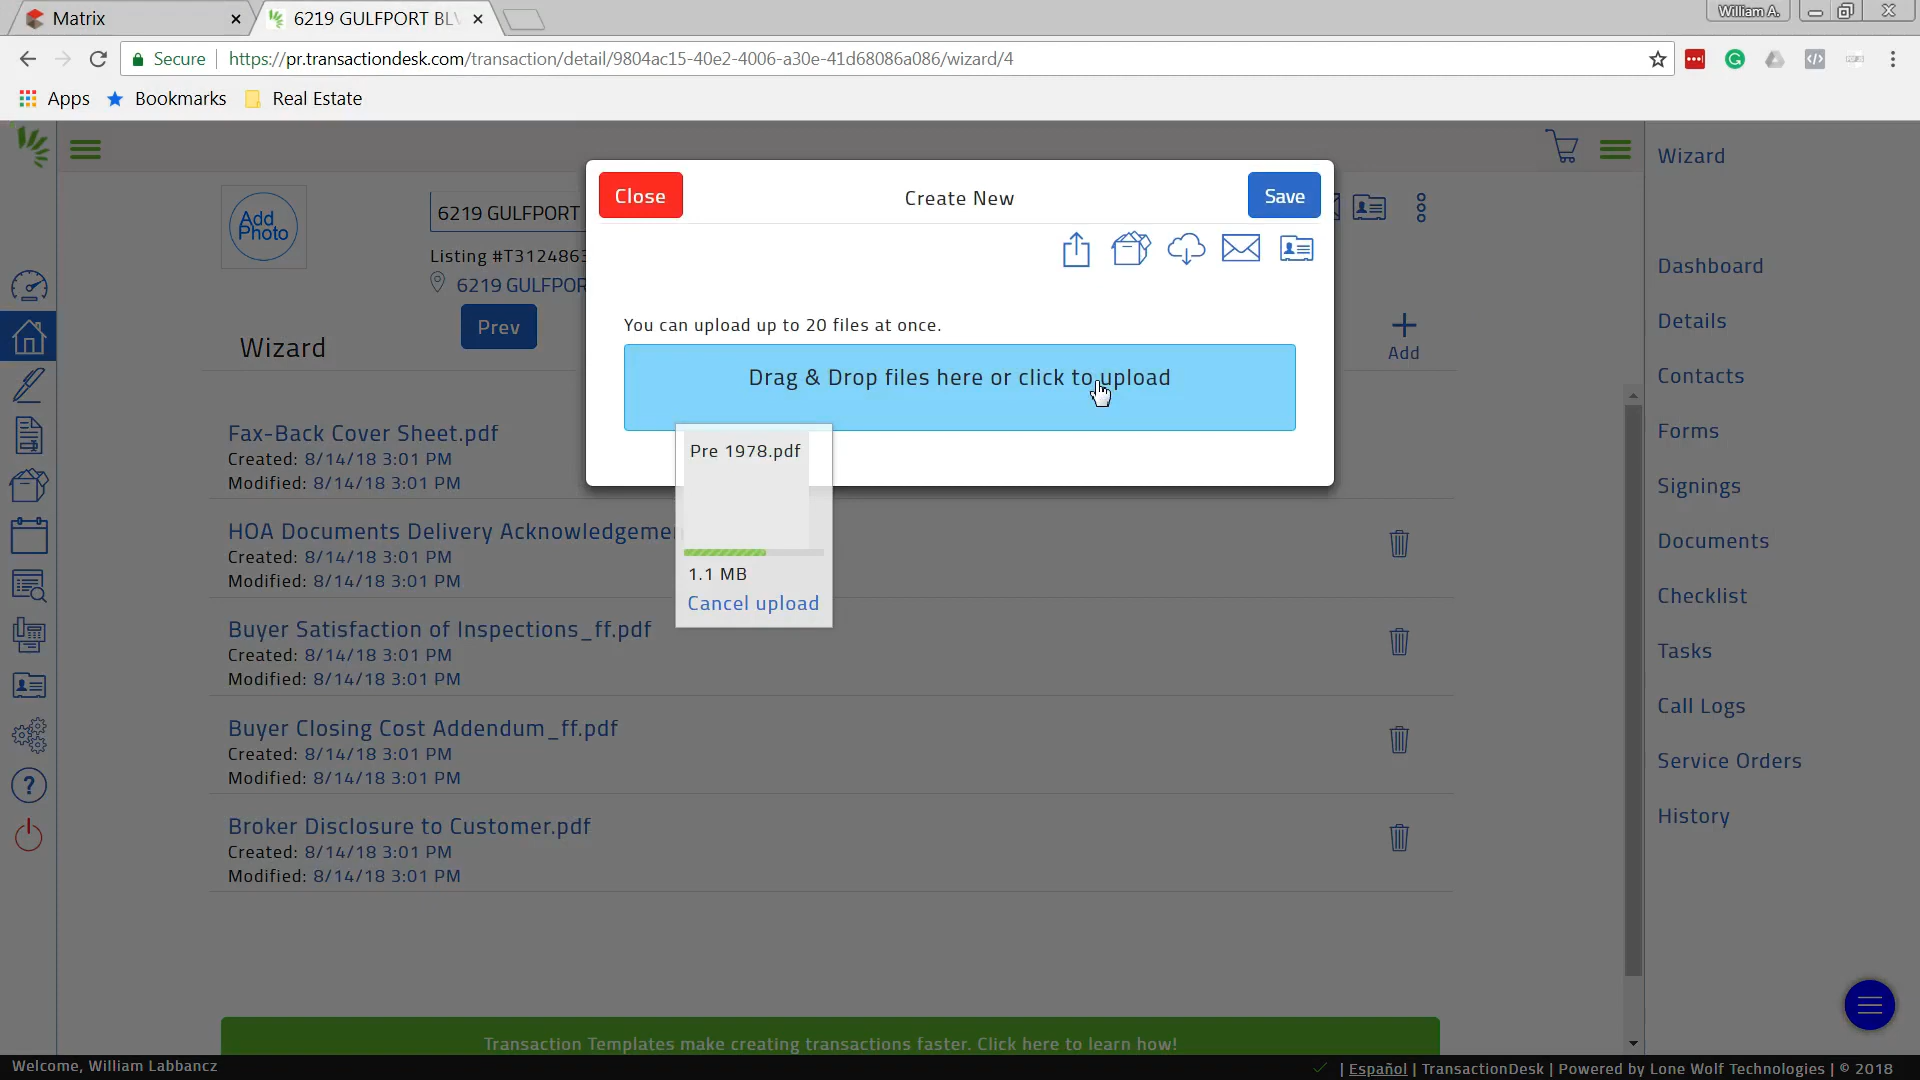 Matrix
6219 GULFPORT BL
William A.
Secure
https://pr.transactiondesk.com/transaction/detail/9804ac15-40e2-4006-a30e-41d68086a086/wizard/4
Apps
Bookmarks
Real Estate
Close
Create New
Save
You can upload up to 20 files at once.
Drag & Drop files here or click to upload
Pre 1978.pdf
1.1 MB
Cancel upload
Add
Photo
6219 GULFPORT
Listing #T3124863
6219 GULFPOR
Prev
Wizard
Add
Fax-Back Cover Sheet.pdf
Created: 8/14/18 3:01 PM
Modified: 8/14/18 3:01 PM
HOA Documents Delivery Acknowledgemen
Created: 8/14/18 3:01 PM
Modified: 8/14/18 3:01 PM
Buyer Satisfaction of Inspections_ff.pdf
Created: 8/14/18 3:01 PM
Modified: 8/14/18 3:01 PM
Buyer Closing Cost Addendum_ff.pdf
Created: 8/14/18 3:01 PM
Modified: 8/14/18 3:01 PM
Broker Disclosure to Customer.pdf
Created: 8/14/18 3:01 PM
Modified: 8/14/18 3:01 PM
Transaction Templates make creating transactions faster. Click here to learn how!
Wizard
Dashboard
Details
Contacts
Forms
Signings
Documents
Checklist
Tasks
Call Logs
Service Orders
History
Welcome, William Labbancz
| Español | TransactionDesk | Powered by Lone Wolf Technologies | © 2018